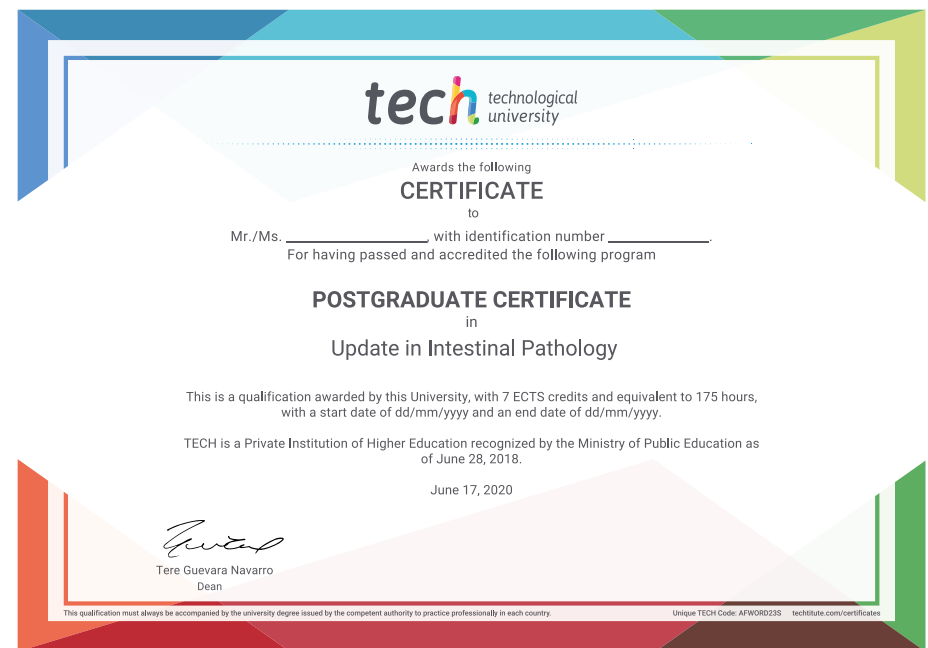 tech technological
university
Awards the following
CERTIFICATE
to
Mr./Ms. ____________________, with identification number ______________.
For having passed and accredited the following program
POSTGRADUATE CERTIFICATE
in
Update in Intestinal Pathology
This is a qualification awarded by this University, with 7 ECTS credits and equivalent to 175 hours,
with a start date of dd/mm/yyyy and an end date of dd/mm/yyyy.
TECH is a Private Institution of Higher Education recognized by the Ministry of Public Education as
of June 28, 2018.
June 17, 2020
Tere Guevara Navarro
Dean
This qualification must always be accompanied by the university degree issued by the competent authority to practice professionally in each country. Unique TECH Code: AFWORD23S techtitute.com/certificates